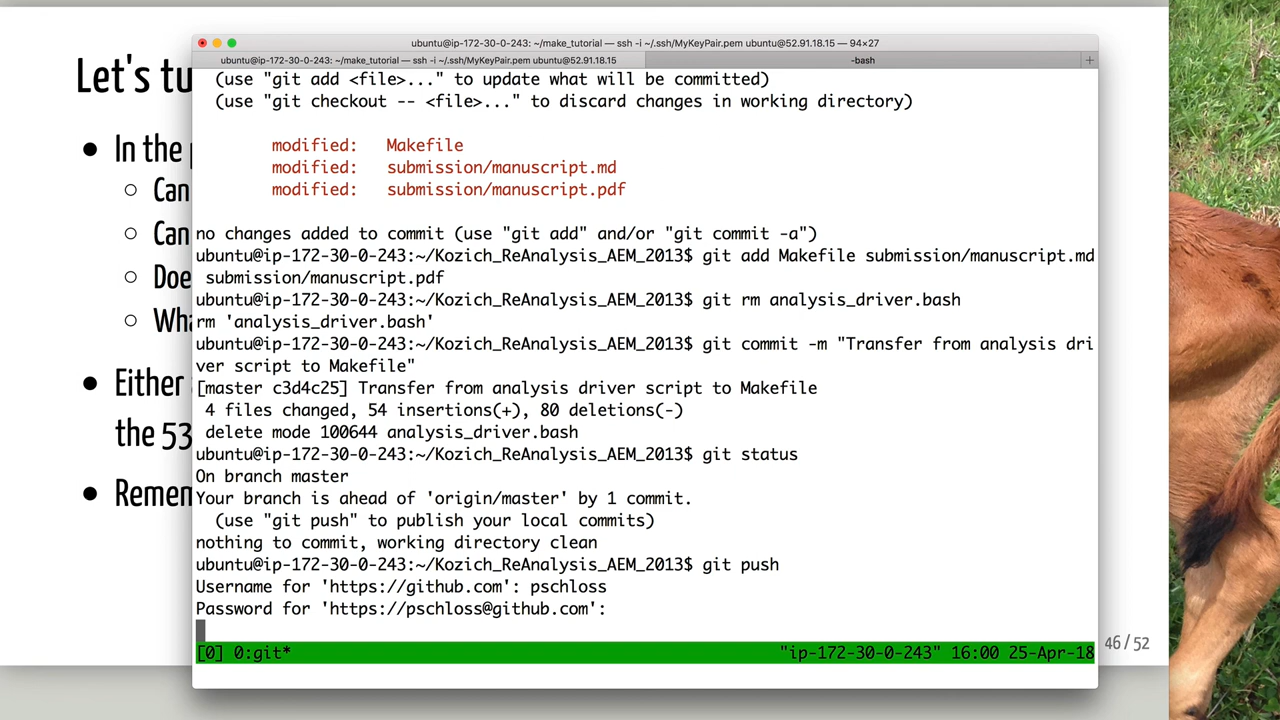 ubuntu@ip-172-30-0-243: ~/make_tutorial — ssh -i ~/.ssh/MyKeyPair.pem ubuntu@52.91.18.15 — 94×27
ubuntu@ip-172-30-0-243: ~/make_tutorial — ssh -i ~/.ssh/MyKeyPair.pem ubuntu@52.91.18.15
-bash
+
Let's tu
In the
Can
Can
Doe
Wha
Either
the 53
Remem
(use "git add <file>..." to update what will be committed)
(use "git checkout -- <file>..." to discard changes in working directory)
modified: Makefile
modified: submission/manuscript.md
modified: submission/manuscript.pdf
no changes added to commit (use "git add" and/or "git commit -a")
ubuntu@ip-172-30-0-243:~/Kozich_ReAnalysis_AEM_2013$ git add Makefile submission/manuscript.md
submission/manuscript.pdf
ubuntu@ip-172-30-0-243:~/Kozich_ReAnalysis_AEM_2013$ git rm analysis_driver.bash
rm 'analysis_driver.bash'
ubuntu@ip-172-30-0-243:~/Kozich_ReAnalysis_AEM_2013$ git commit -m "Transfer from analysis dri
ver script to Makefile"
[master c3d4c25] Transfer from analysis driver script to Makefile
4 files changed, 54 insertions(+), 80 deletions(-)
delete mode 100644 analysis_driver.bash
ubuntu@ip-172-30-0-243:~/Kozich_ReAnalysis_AEM_2013$ git status
On branch master
Your branch is ahead of 'origin/master' by 1 commit.
(use "git push" to publish your local commits)
nothing to commit, working directory clean
ubuntu@ip-172-30-0-243:~/Kozich_ReAnalysis_AEM_2013$ git push
Username for 'https://github.com': pschloss
Password for 'https://pschloss@github.com':
[0] 0:git* "ip-172-30-0-243" 16:00 25-Apr-18
46 / 52